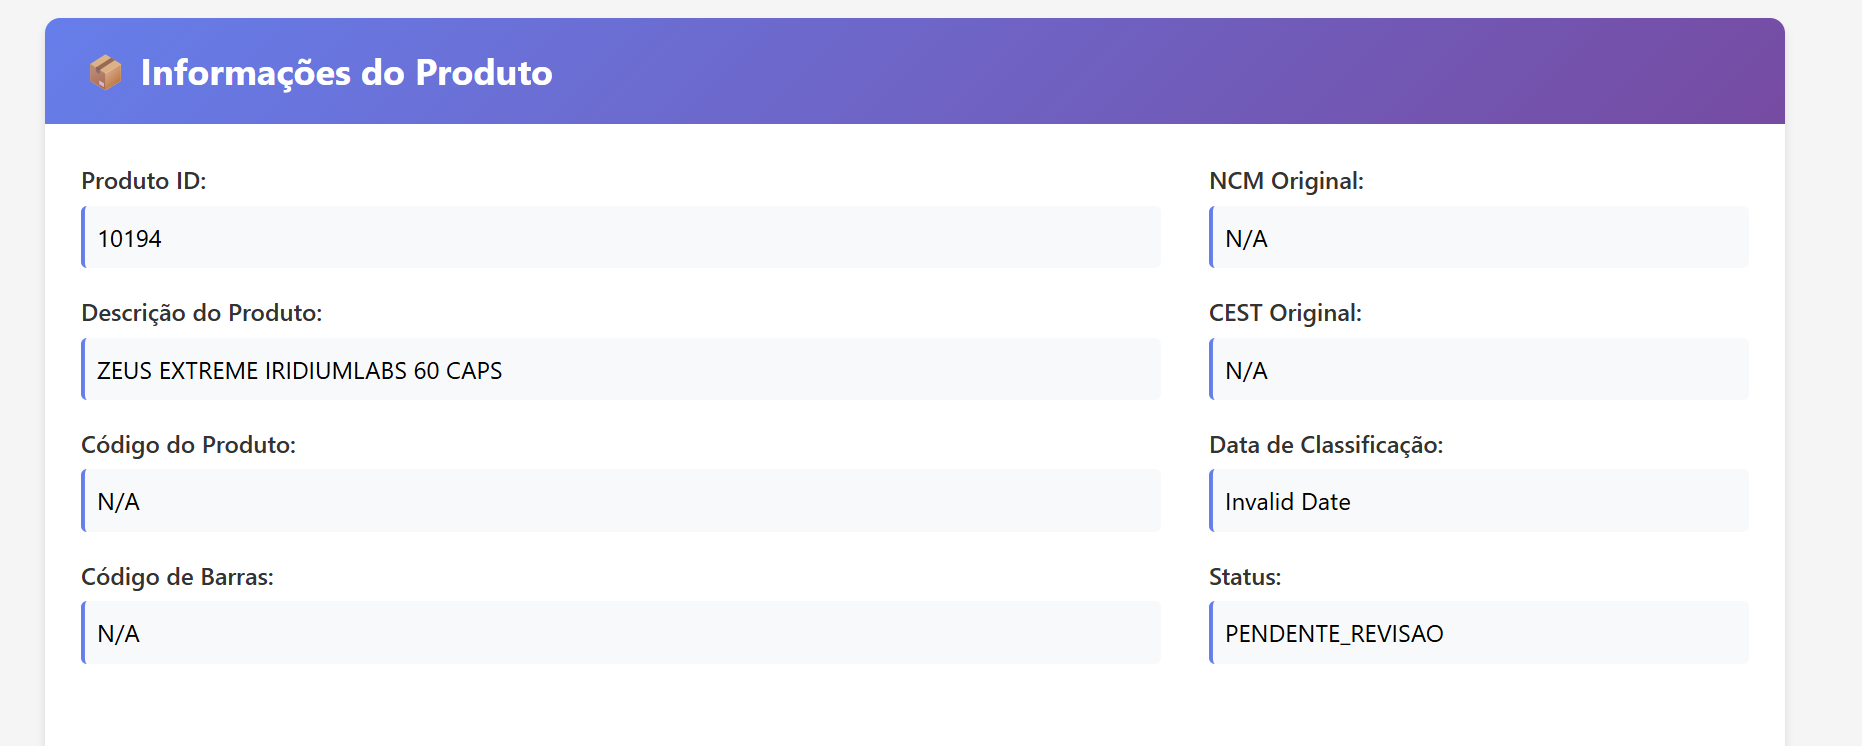 Informações do Produto
Produto ID:
10194
NCM Original:
N/A
Descrição do Produto:
ZEUS EXTREME IRIDIUMLABS 60 CAPS
CEST Original:
N/A
Código do Produto:
N/A
Data de Classificação:
Invalid Date
Código de Barras:
N/A
Status:
PENDENTE_REVISAO